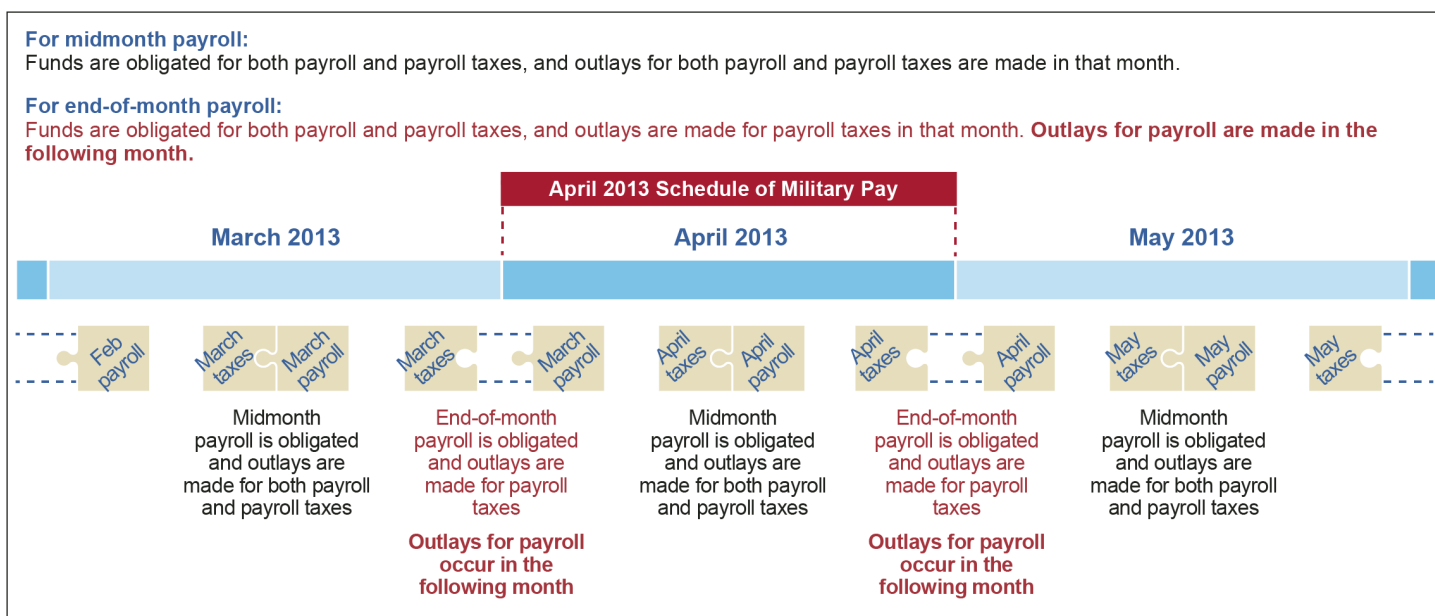 For midmonth payroll:
Funds are obligated for both payroll and payroll taxes, and outlays for both payroll and payroll taxes are made in that month.
For end-of-month payroll:
Funds are obligated for both payroll and payroll taxes, and outlays are made for payroll taxes in that month. Outlays for payroll are made in the
following month.
April 2013 Schedule of Military Pay
March 2013
April 2013
May 2013
Feb
payroll
March
taxes
March
payroll
March
taxes
March
payroll
April
taxes
April
payroll
April
taxes
April
payroll
May
taxes
May
payroll
May
taxes
Midmonth
payroll is obligated
and outlays are
made for both payroll
and payroll taxes
End-of-month
payroll is obligated
and outlays are
made for payroll
taxes
Outlays for payroll
occur in the
following month
Midmonth
payroll is obligated
and outlays are
made for both payroll
and payroll taxes
End-of-month
payroll is obligated
and outlays are
made for payroll
taxes
Outlays for payroll
occur in the
following month
Midmonth
payroll is obligated
and outlays are
made for both payroll
and payroll taxes